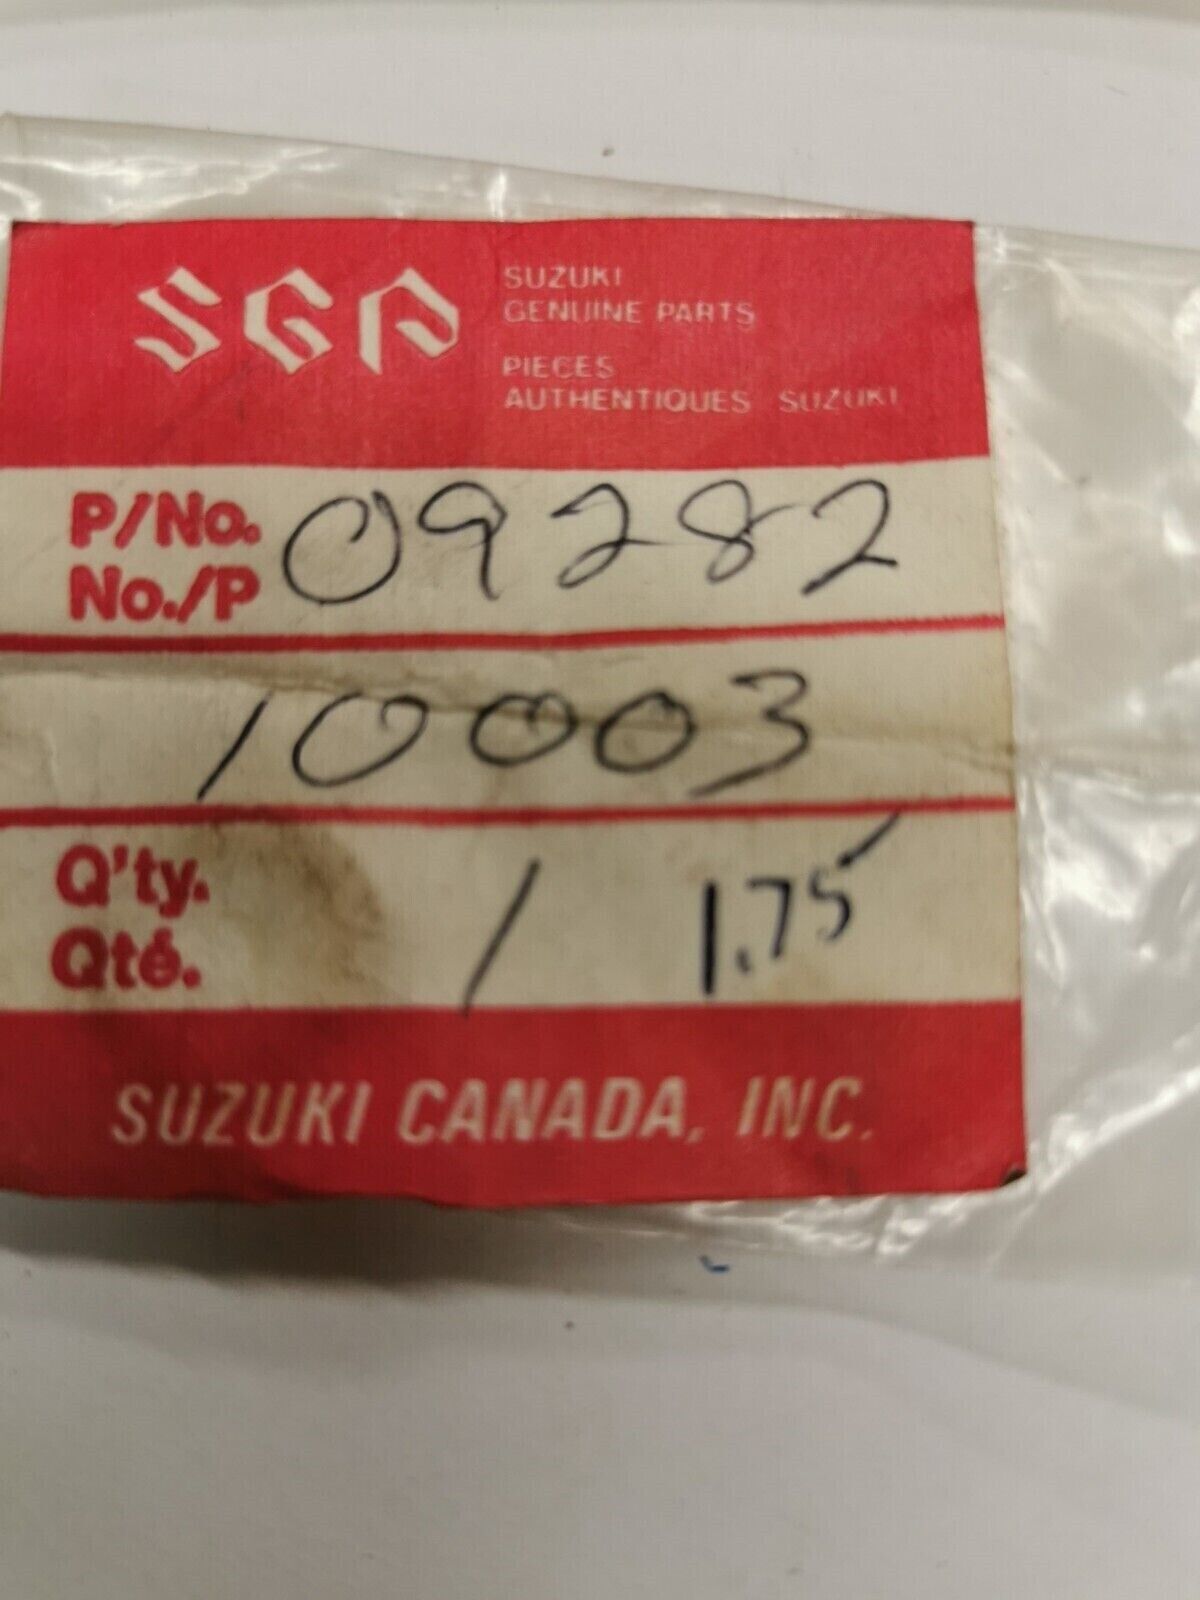 SGP
SUZUKI
GENUINE PARTS
PIECES
AUTHENTIQUES SUZUKI
P/No. 09282
No./P
10003
Q'ty. 1 1.75
Qté.
SUZUKI CANADA, INC.